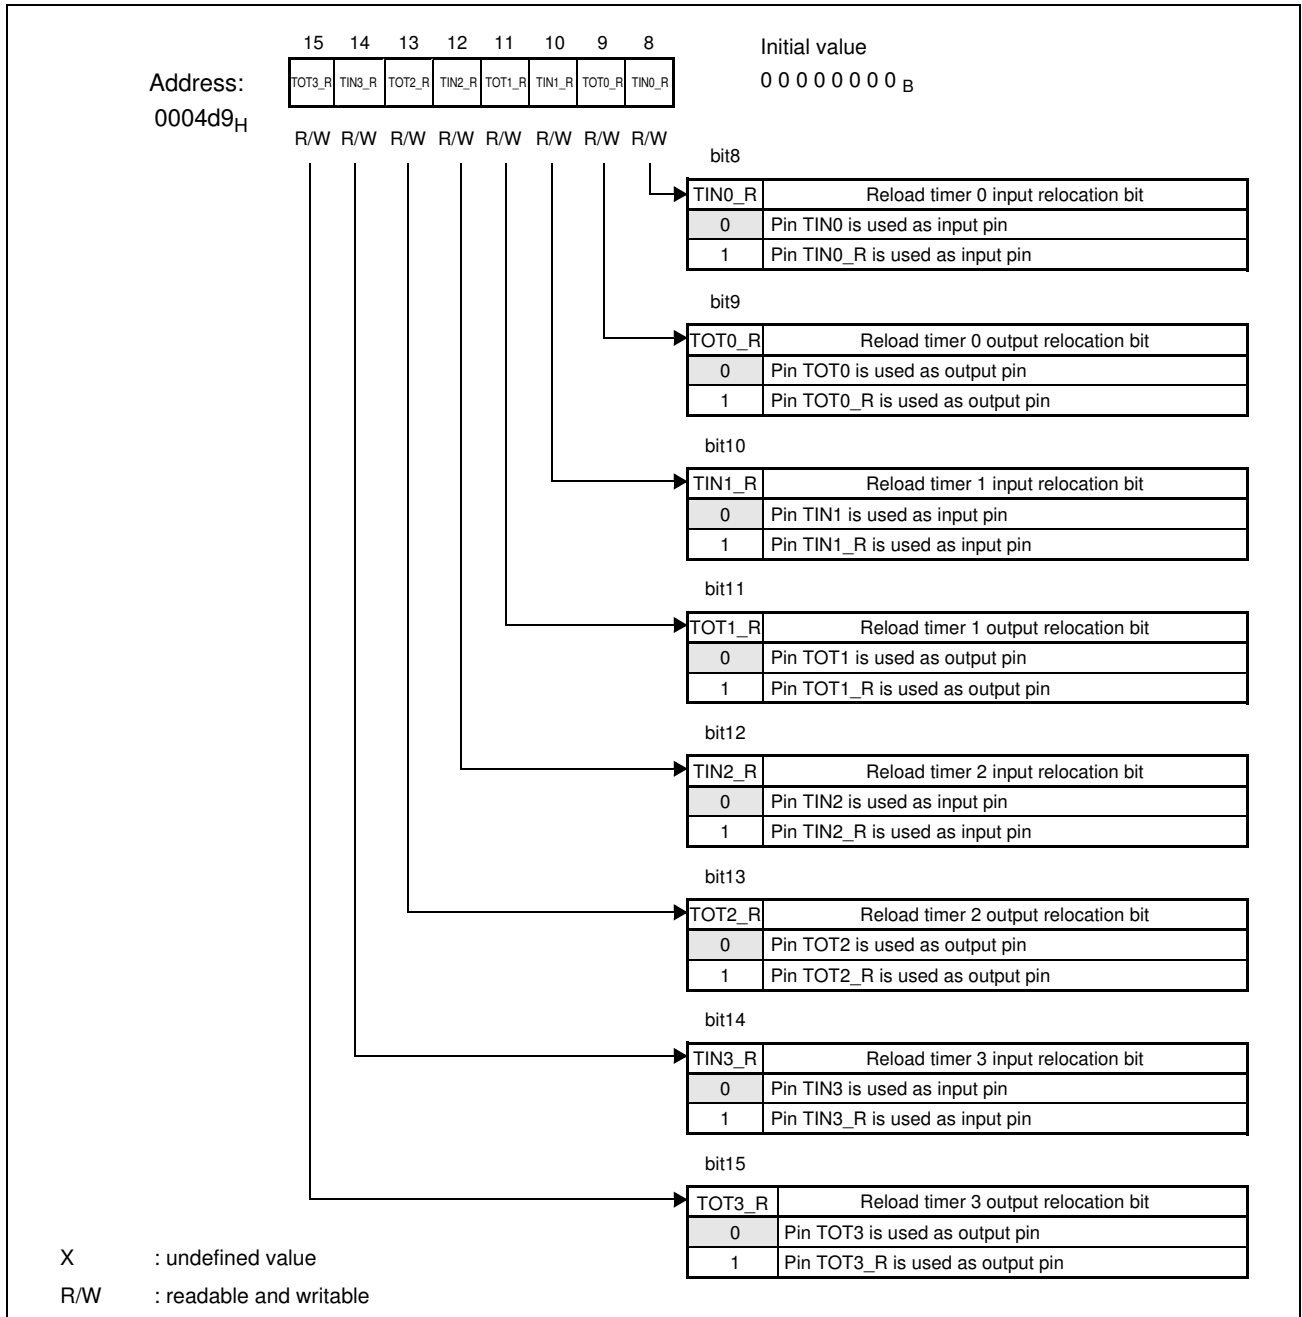 15 14 13 12 11 10 9 8
Initial value
Address:
TOT3_R TIN3_R TOT2_R TIN2_R TOT1_R TIN1_R TOT0_R TIN0_R
0 0 0 0 0 0 0 0 B
0004d9H
R/W R/W R/W R/W R/W R/W R/W R/W
bit8
TIN0_R Reload timer 0 input relocation bit
0 Pin TIN0 is used as input pin
1 Pin TIN0_R is used as input pin
bit9
TOT0_R Reload timer 0 output relocation bit
0 Pin TOT0 is used as output pin
1 Pin TOT0_R is used as output pin
bit10
TIN1_R Reload timer 1 input relocation bit
0 Pin TIN1 is used as input pin
1 Pin TIN1_R is used as input pin
bit11
TOT1_R Reload timer 1 output relocation bit
0 Pin TOT1 is used as output pin
1 Pin TOT1_R is used as output pin
bit12
TIN2_R Reload timer 2 input relocation bit
0 Pin TIN2 is used as input pin
1 Pin TIN2_R is used as input pin
bit13
TOT2_R Reload timer 2 output relocation bit
0 Pin TOT2 is used as output pin
1 Pin TOT2_R is used as output pin
bit14
TIN3_R Reload timer 3 input relocation bit
0 Pin TIN3 is used as input pin
1 Pin TIN3_R is used as input pin
bit15
TOT3_R Reload timer 3 output relocation bit
0 Pin TOT3 is used as output pin
1 Pin TOT3_R is used as output pin
X : undefined value
R/W : readable and writable